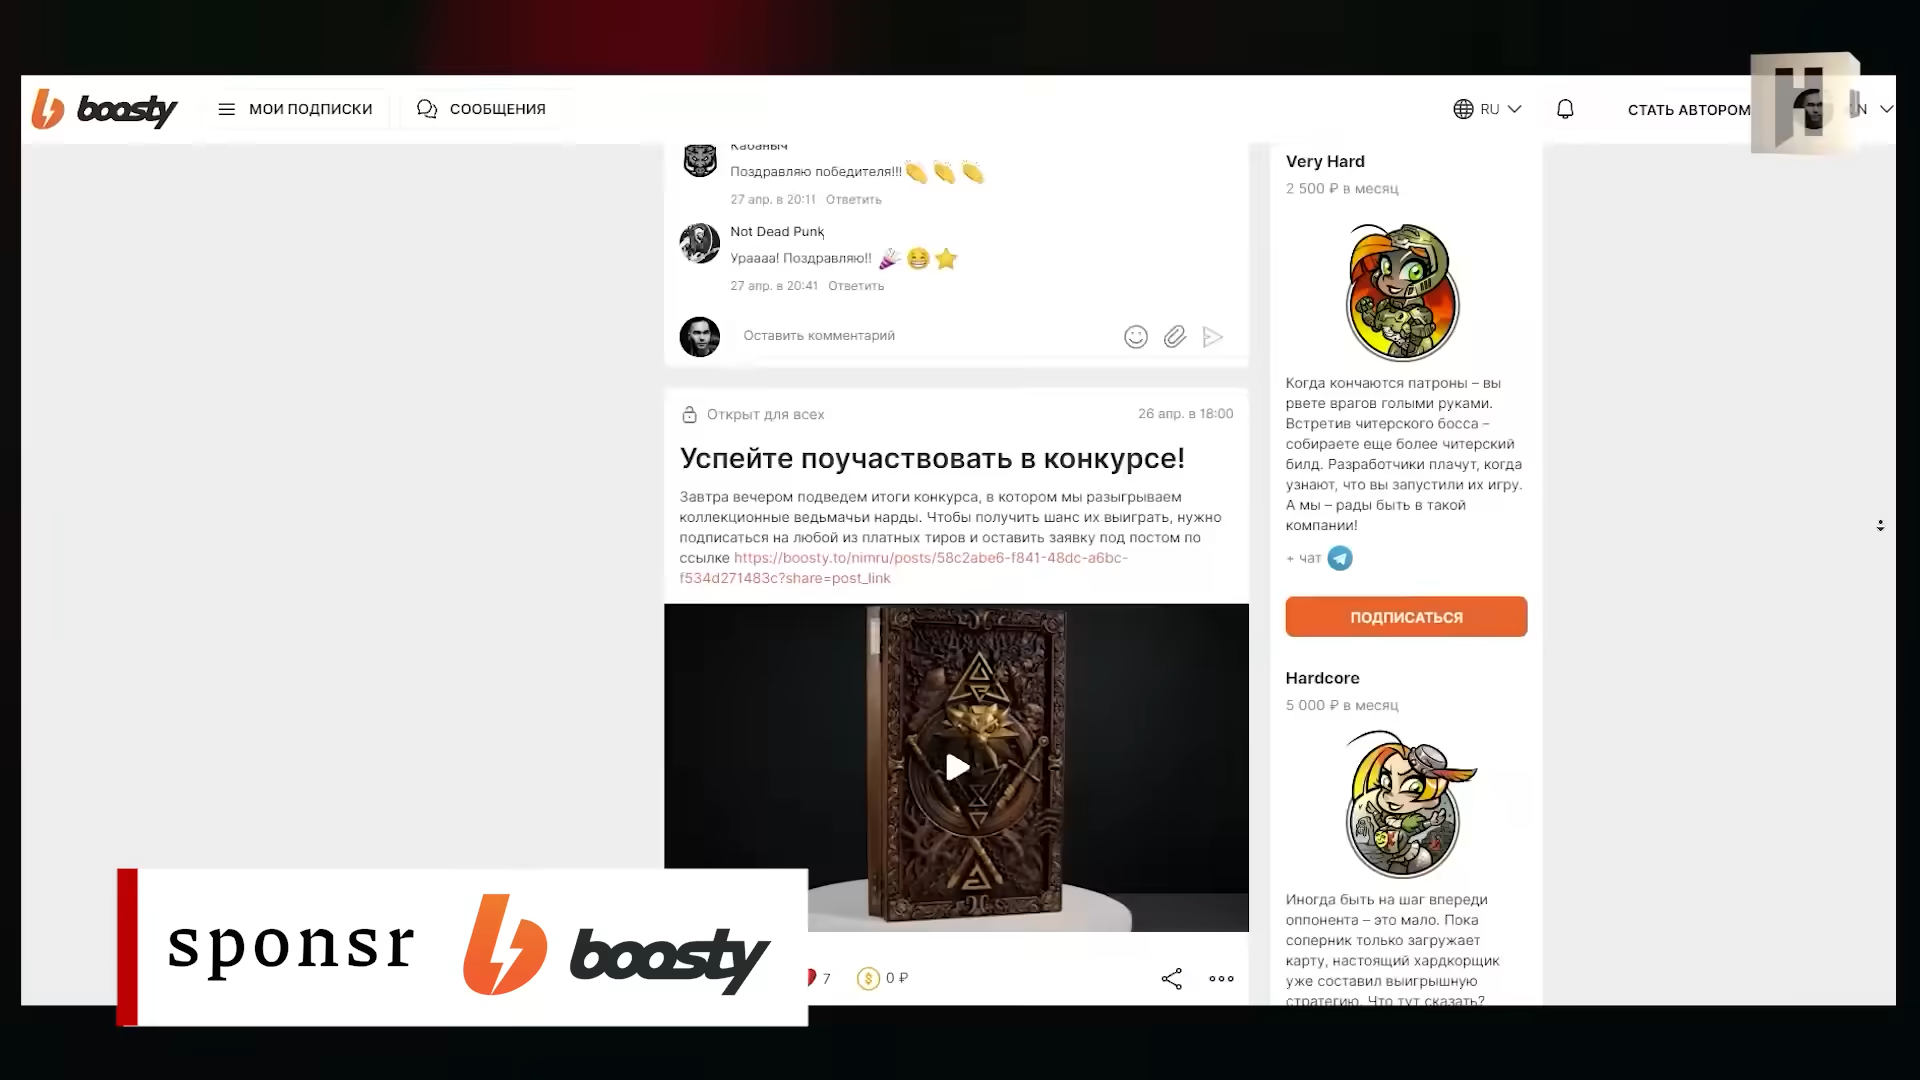 boosty
МОИ ПОДПИСКИ
СООБЩЕНИЯ
RU
СТАТЬ АВТОРОМ
N
Кабаныч
Поздравляю победителя!!! 👏 👏 👏
27 апр. в 20:11 Ответить
Not Dead Punk
Ураааа! Поздравляю!! 🎉 😁 ⭐
27 апр. в 20:41 Ответить
Оставить комментарий
Открыт для всех
26 апр. в 18:00
Успейте поучаствовать в конкурсе!
Завтра вечером подведем итоги конкурса, в котором мы разыгрываем
коллекционные ведьмачьи нарды. Чтобы получить шанс их выиграть, нужно
подписаться на любой из платных тиров и оставить заявку под постом по
ссылке https://boosty.to/nimru/posts/58c2abe6-f841-48dc-a6bc-
f534d271483c?share=post_link
7
0 ₽
Very Hard
2 500 ₽ в месяц
Когда кончаются патроны – вы
рвете врагов голыми руками.
Встретив читерского босса –
собираете еще более читерский
билд. Разработчики плачут, когда
узнают, что вы запустили их игру.
А мы – рады быть в такой
компании!
+ чат
ПОДПИСАТЬСЯ
Hardcore
5 000 ₽ в месяц
Иногда быть на шаг впереди
оппонента – это мало. Пока
соперник только загружает
карту, настоящий хардкорщик
уже составил выигрышную
стратегию. Что тут сказать?
sponsr
boosty